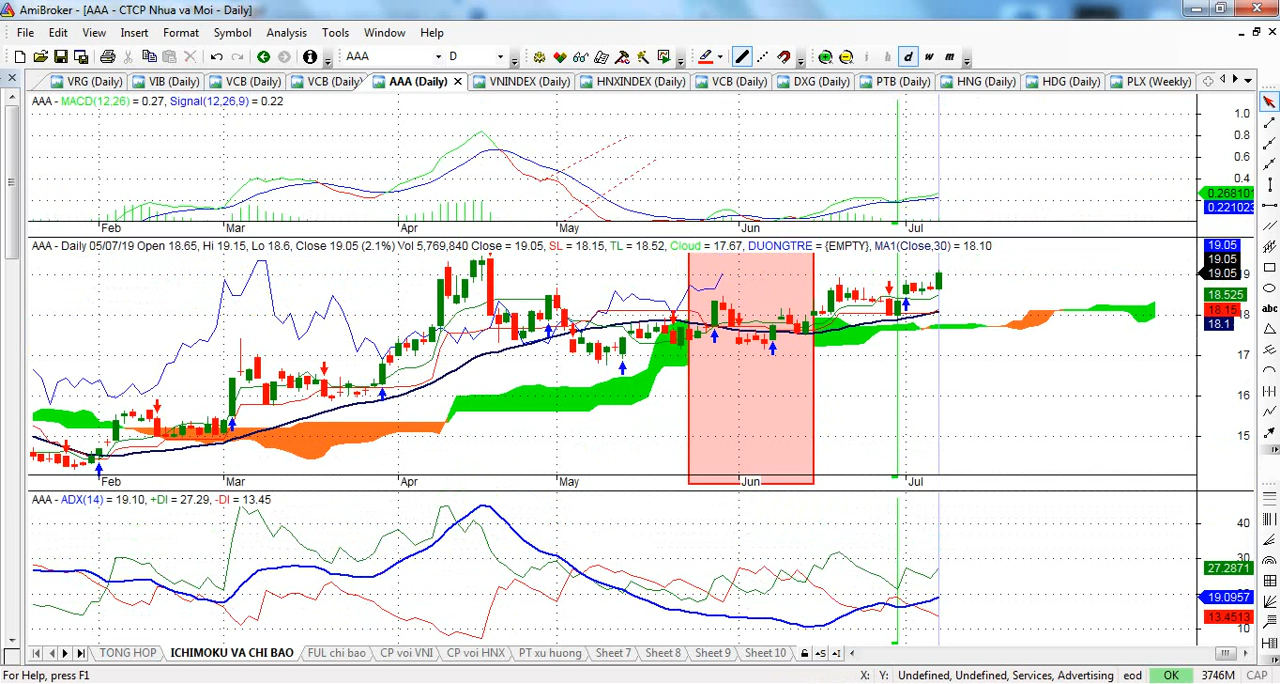 AmiBroker - [AAA - CTCP Nhua va Moi - Daily]
File Edit View Insert Format Symbol Analysis Tools Window Help
AAA D i h d w m
VRG (Daily) VIB (Daily) VCB (Daily) VCB (Daily) AAA (Daily) VNINDEX (Daily) HNXINDEX (Daily) VCB (Daily) DXG (Daily) PTB (Daily) HNG (Daily) HDG (Daily) PLX (Weekly)
AAA - MACD(12,26) = 0.27, Signal(12,26,9) = 0.22
1.0
0.8
0.6
0.4
0.268101
0.221023
Feb Mar Apr May Jun Jul
AAA - Daily 05/07/19 Open 18.65, Hi 19.15, Lo 18.6, Close 19.05 (2.1%) Vol 5,769,840 Close = 19.05, SL = 18.15, TL = 18.52, Cloud = 17.67, DUONGTRE = {EMPTY}, MA1(Close,30) = 18.10
19.05
19.05
19.05 19
18.525
18.15
18.1
18
17
16
15
Feb Mar Apr May Jun Jul
AAA - ADX(14) = 19.10, +DI = 27.29, -DI = 13.45
40
30
27.2871
19.0957
13.4513
10
TONG HOP ICHIMOKU VA CHI BAO FUL chi bao CP voi VNI CP voi HNX PT xu huong Sheet 7 Sheet 8 Sheet 9 Sheet 10
For Help, press F1 X: Y: Undefined, Undefined, Services, Advertising eod OK 3746M CAP
abc